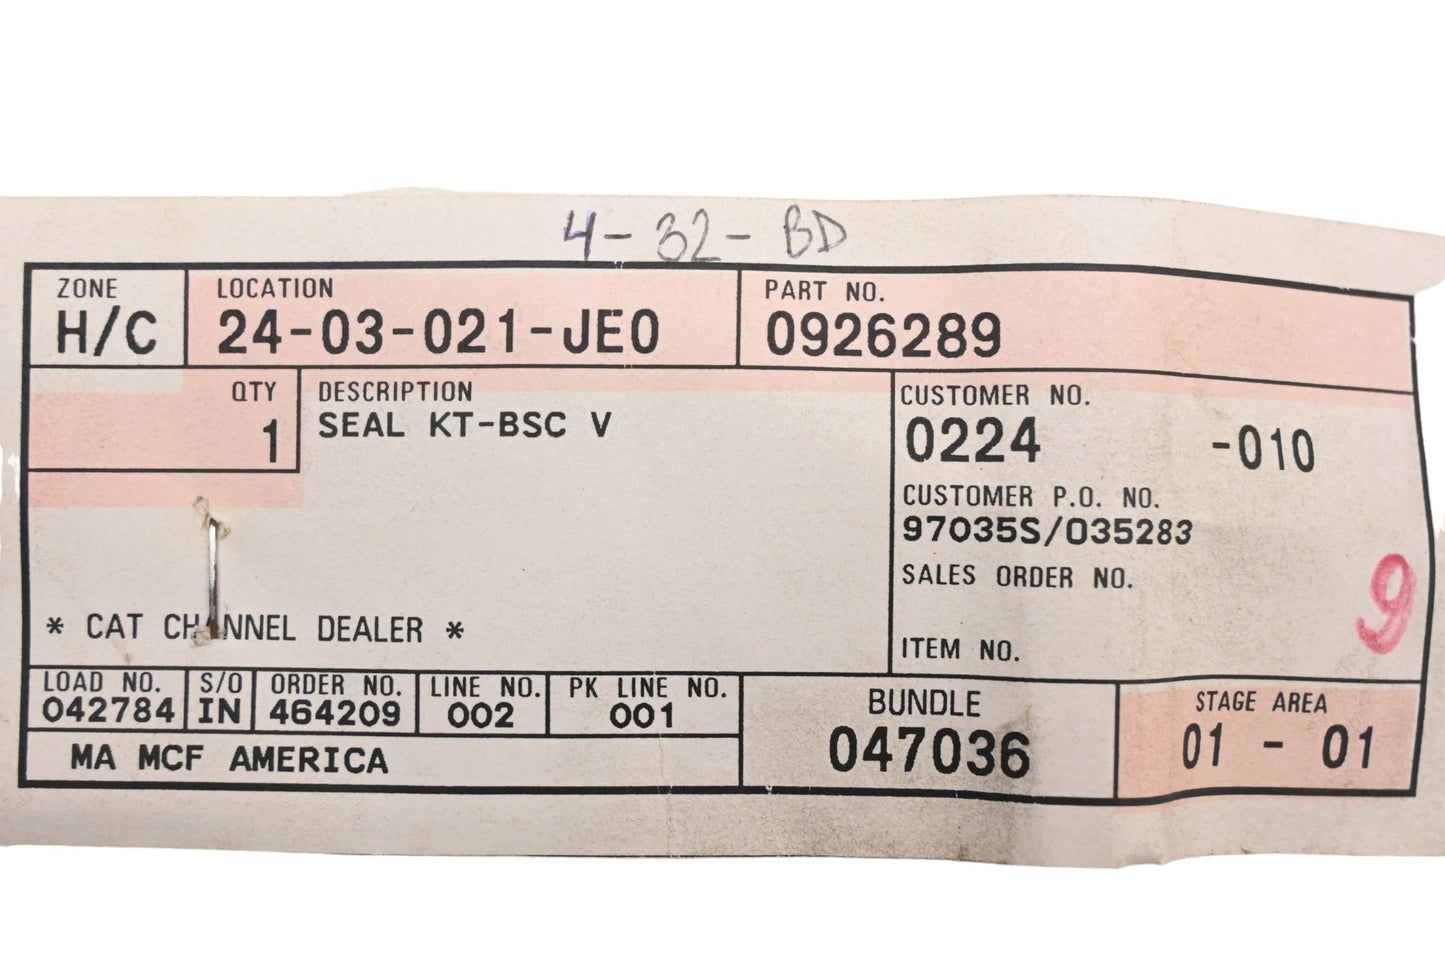 4-32-BD
ZONE LOCATION PART NO.
H/C 24-03-021-JE0 0926289
QTY DESCRIPTION CUSTOMER NO.
1 SEAL KT-BSC V 0224 -010
CUSTOMER P.O. NO.
97035S/035283
SALES ORDER NO.
9
* CAT CHANNEL DEALER *
ITEM NO.
LOAD NO. S/O ORDER NO. LINE NO. PK LINE NO. BUNDLE STAGE AREA
042784 IN 464209 002 001 047036 01 - 01
MA MCF AMERICA